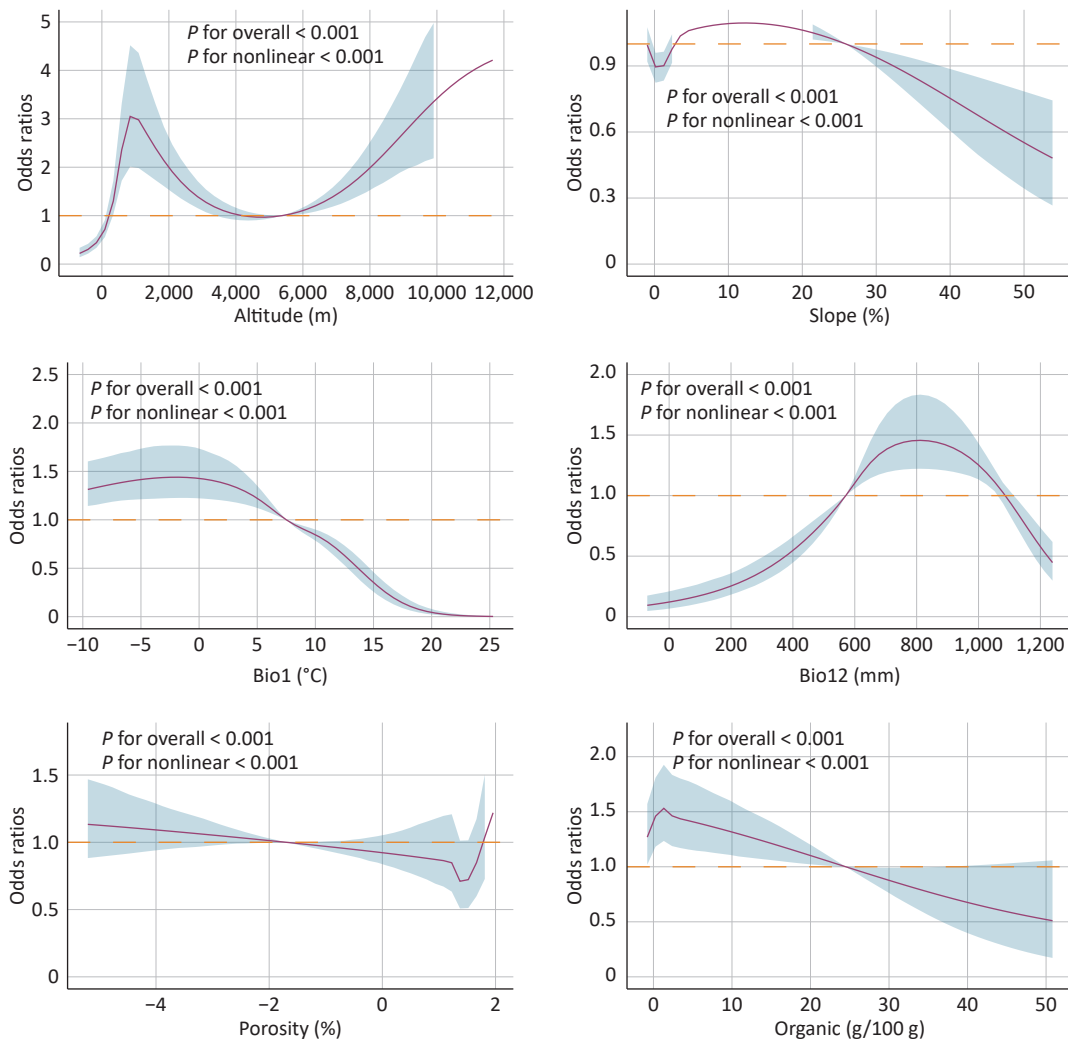 P for overall < 0.001
P for nonlinear < 0.001
Odds ratios
5
4
3
2
1
0
0
2,000
4,000
6,000
8,000
10,000
12,000
Altitude (m)
P for overall < 0.001
P for nonlinear < 0.001
Odds ratios
0.9
0.6
0.3
0
0
10
20
30
40
50
Slope (%)
P for overall < 0.001
P for nonlinear < 0.001
Odds ratios
2.5
2.0
1.5
1.0
0.5
0
−10
−5
0
5
10
15
20
25
Bio1 (°C)
P for overall < 0.001
P for nonlinear < 0.001
Odds ratios
2.0
1.5
1.0
0.5
0
0
200
400
600
800
1,000
1,200
Bio12 (mm)
P for overall < 0.001
P for nonlinear < 0.001
Odds ratios
1.5
1.0
0.5
0
−4
−2
0
2
Porosity (%)
P for overall < 0.001
P for nonlinear < 0.001
Odds ratios
2.0
1.5
1.0
0.5
0
0
10
20
30
40
50
Organic (g/100 g)